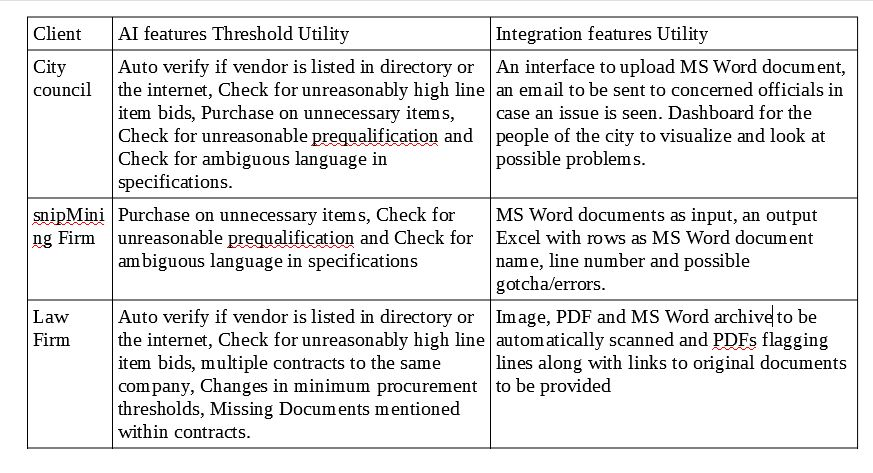 Client AI features Threshold Utility Integration features Utility
City
council
Auto verify if vendor is listed in directory or
the internet, Check for unreasonably high line
item bids, Purchase on unnecessary items,
Check for unreasonable prequalification and
Check for ambiguous language in
specifications.
An interface to upload MS Word document,
an email to be sent to concerned officials in
case an issue is seen. Dashboard for the
people of the city to visualize and look at
possible problems.
snipMini
ng Firm
Purchase on unnecessary items, Check for
unreasonable prequalification and Check for
ambiguous language in specifications
MS Word documents as input, an output
Excel with rows as MS Word document
name, line number and possible
gotcha/errors.
Law
Firm
Auto verify if vendor is listed in directory or
the internet, Check for unreasonably high line
item bids, multiple contracts to the same
company, Changes in minimum procurement
thresholds, Missing Documents mentioned
within contracts.
Image, PDF and MS Word archive to be
automatically scanned and PDFs flagging
lines along with links to original documents
to be provided